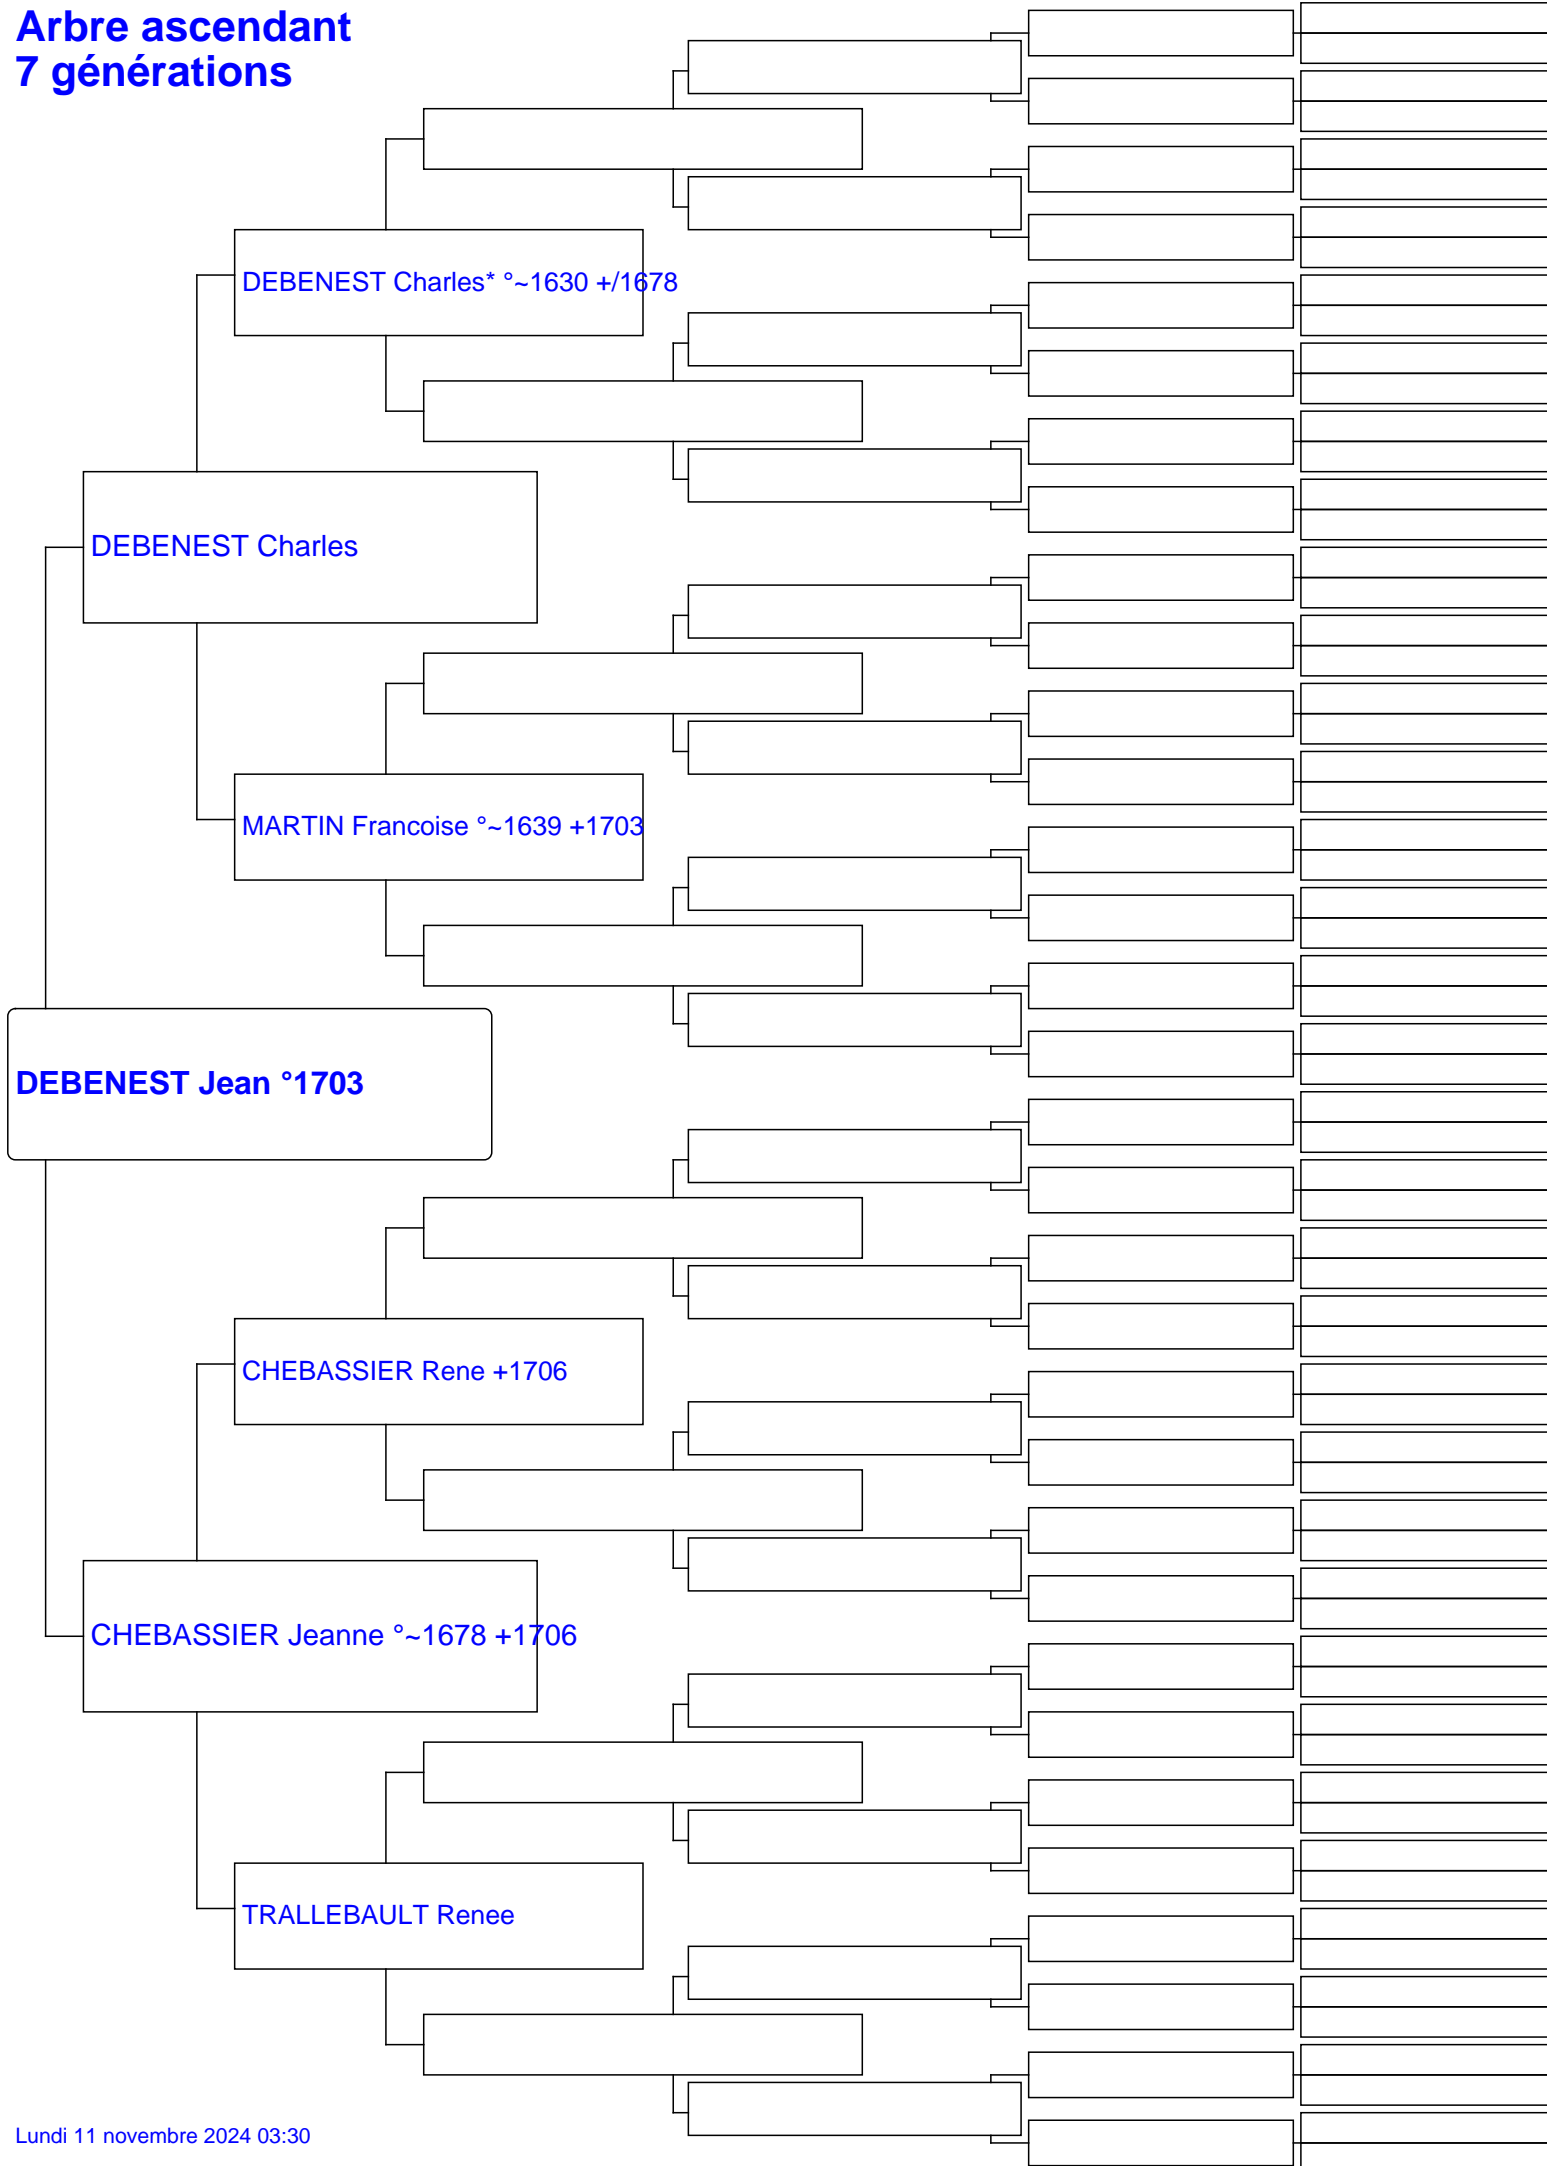 Arbre ascendant
7 générations
DEBENEST Charles* °~1630 +/1678
DEBENEST Charles
MARTIN Francoise °~1639 +1703
DEBENEST Jean °1703
CHEBASSIER Rene +1706
CHEBASSIER Jeanne °~1678 +1706
TRALLEBAULT Renee
Lundi 11 novembre 2024 03:30